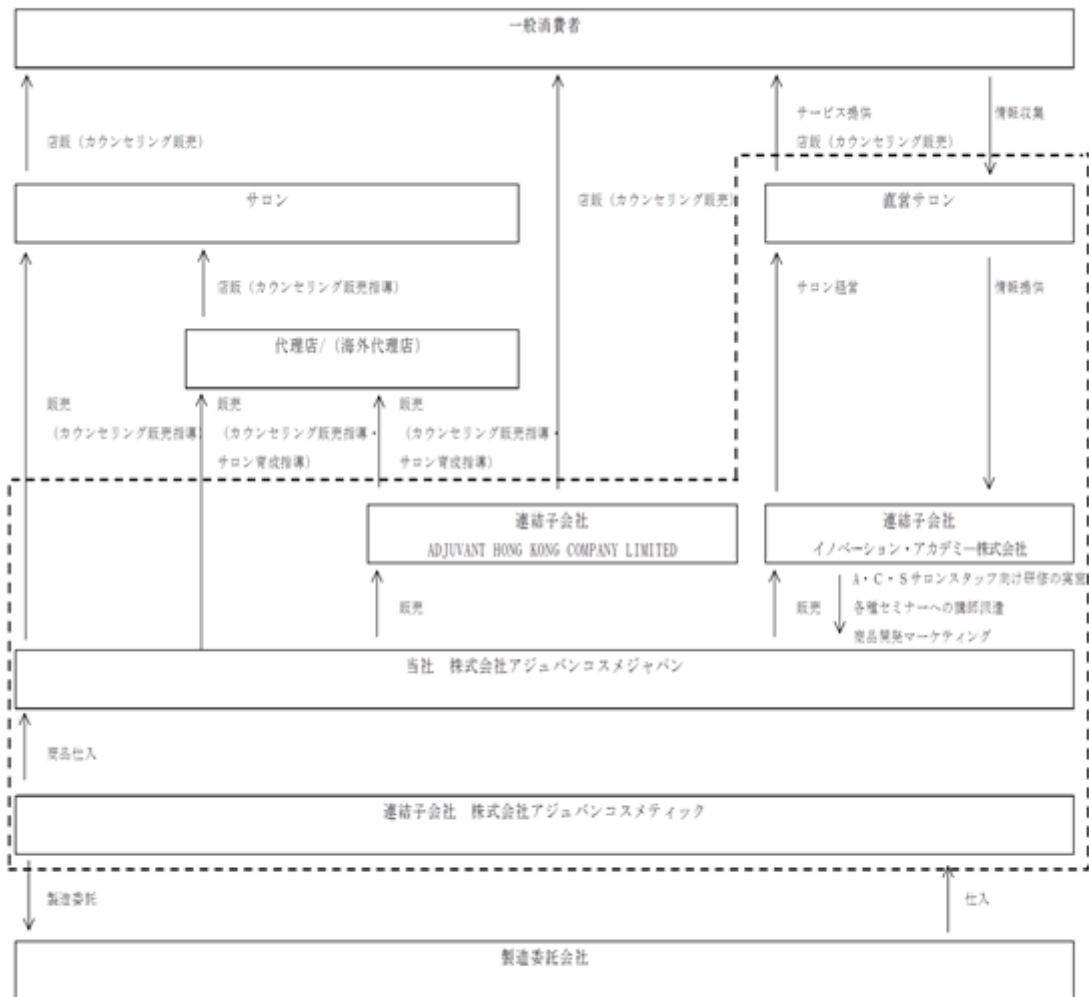 一般消費者
店販（カウンセリング販売）
サービス提供
店販（カウンセリング販売）
情報収集
サロン
店販（カウンセリング販売）
直営サロン
店販（カウンセリング販売指導）
サロン経営
情報提供
代理店/（海外代理店）
販売
（カウンセリング販売指導）
販売
（カウンセリング販売指導・
サロン育成指導）
販売
（カウンセリング販売指導・
サロン育成指導）
連結子会社
ADJUVANT HONG KONG COMPANY LIMITED
連結子会社
イノベーション・アカデミー株式会社
販売
販売
A・C・Sサロンスタッフ向け研修の実施
各種セミナーへの講師派遣
商品開発マーケティング
当社　株式会社アジュバンコスメジャパン
商品仕入
連結子会社　株式会社アジュバンコスメティック
製造委託
仕入
製造委託会社